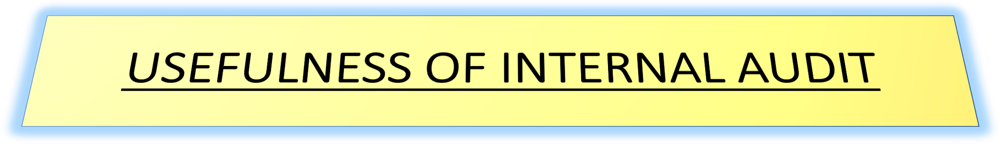 USEFULNESS OF INTERNAL AUDIT